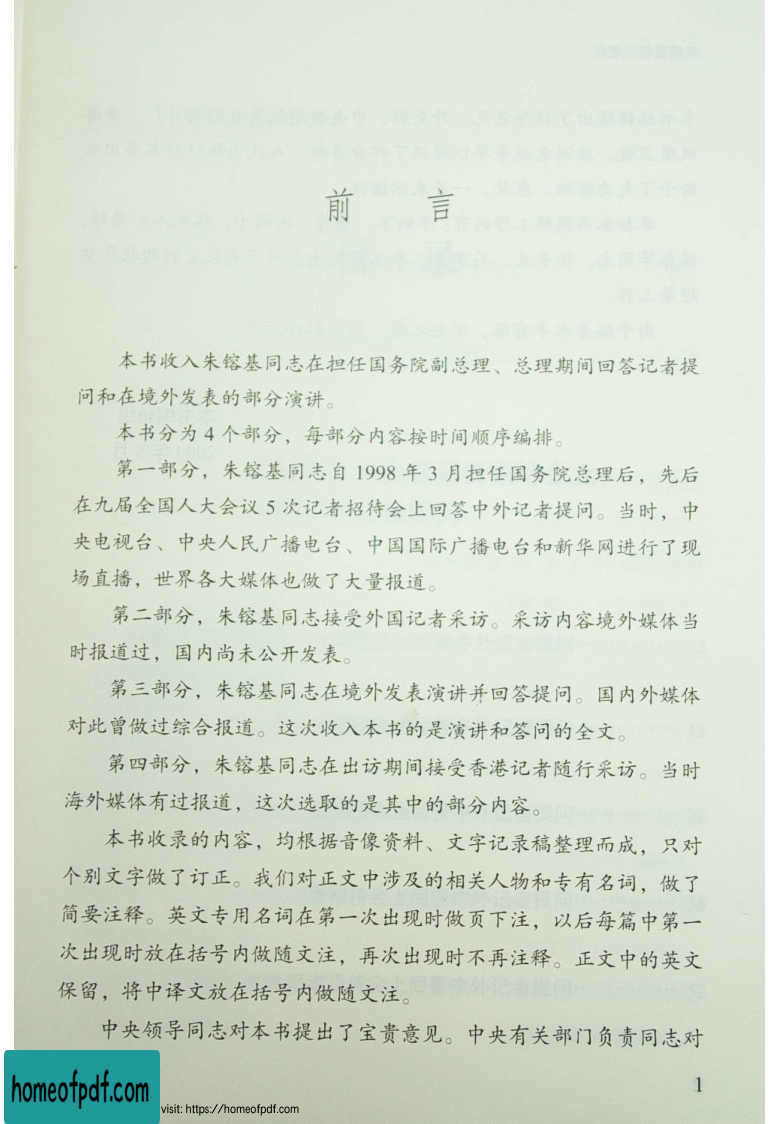 前 言
本书收入朱镕基同志在担任国务院副总理、总理期间回答记者提
问和在境外发表的部分演讲。
本书分为 4 个部分，每部分内容按时间顺序编排。
第一部分，朱镕基同志自 1998 年 3 月担任国务院总理后，先后
在九届全国人大会议 5 次记者招待会上回答中外记者提问。当时，中
央电视台、中央人民广播电台、中国国际广播电台和新华网进行了现
场直播，世界各大媒体也做了大量报道。
第二部分，朱镕基同志接受外国记者采访。采访内容境外媒体当
时报道过，国内尚未公开发表。
第三部分，朱镕基同志在境外发表演讲并回答提问。国内外媒体
对此曾做过综合报道。这次收入本书的是演讲和答问的全文。
第四部分，朱镕基同志在出访期间接受香港记者随行采访。当时
海外媒体有过报道，这次选取的是其中的部分内容。
本书收录的内容，均根据音像资料、文字记录稿整理而成，只对
个别文字做了订正。我们对正文中涉及的相关人物和专有名词，做了
简要注释。英文专用名词在第一次出现时做页下注，以后每篇中第一
次出现时放在括号内做随文注，再次出现时不再注释。正文中的英文
保留，将中译文放在括号内做随文注。
中央领导同志对本书提出了宝贵意见。中央有关部门负责同志对
1
homeofpdf.com
visit: https://homeofpdf.com